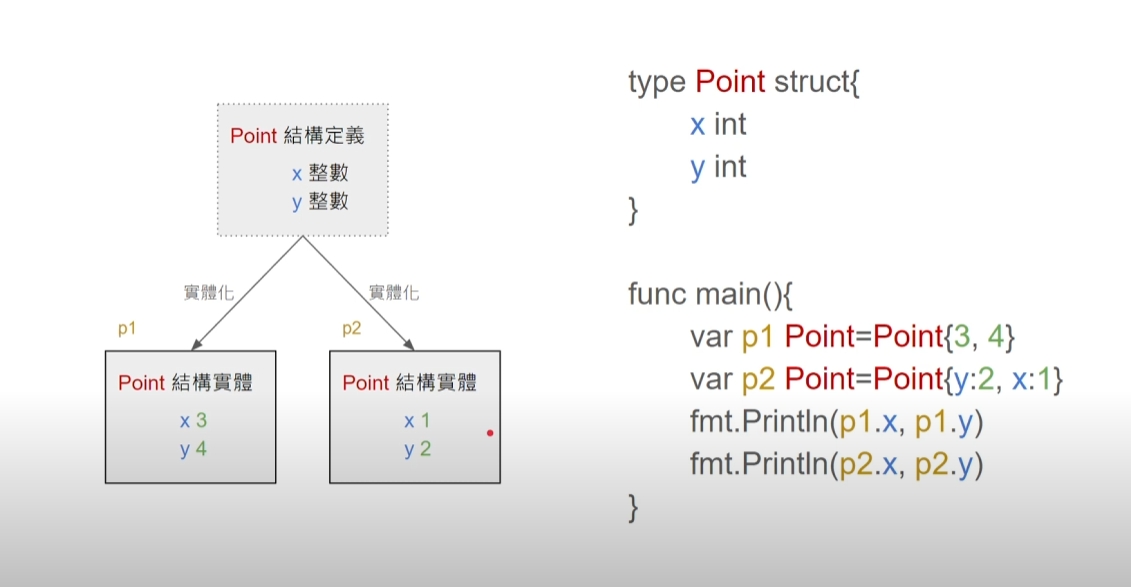 Point 結構定義
x 整數
y 整數
實體化
實體化
p1
p2
Point 結構實體
x 3
y 4
Point 結構實體
x 1
y 2
type Point struct{
x int
y int
}
func main(){
var p1 Point=Point{3, 4}
var p2 Point=Point{y:2, x:1}
fmt.Println(p1.x, p1.y)
fmt.Println(p2.x, p2.y)
}